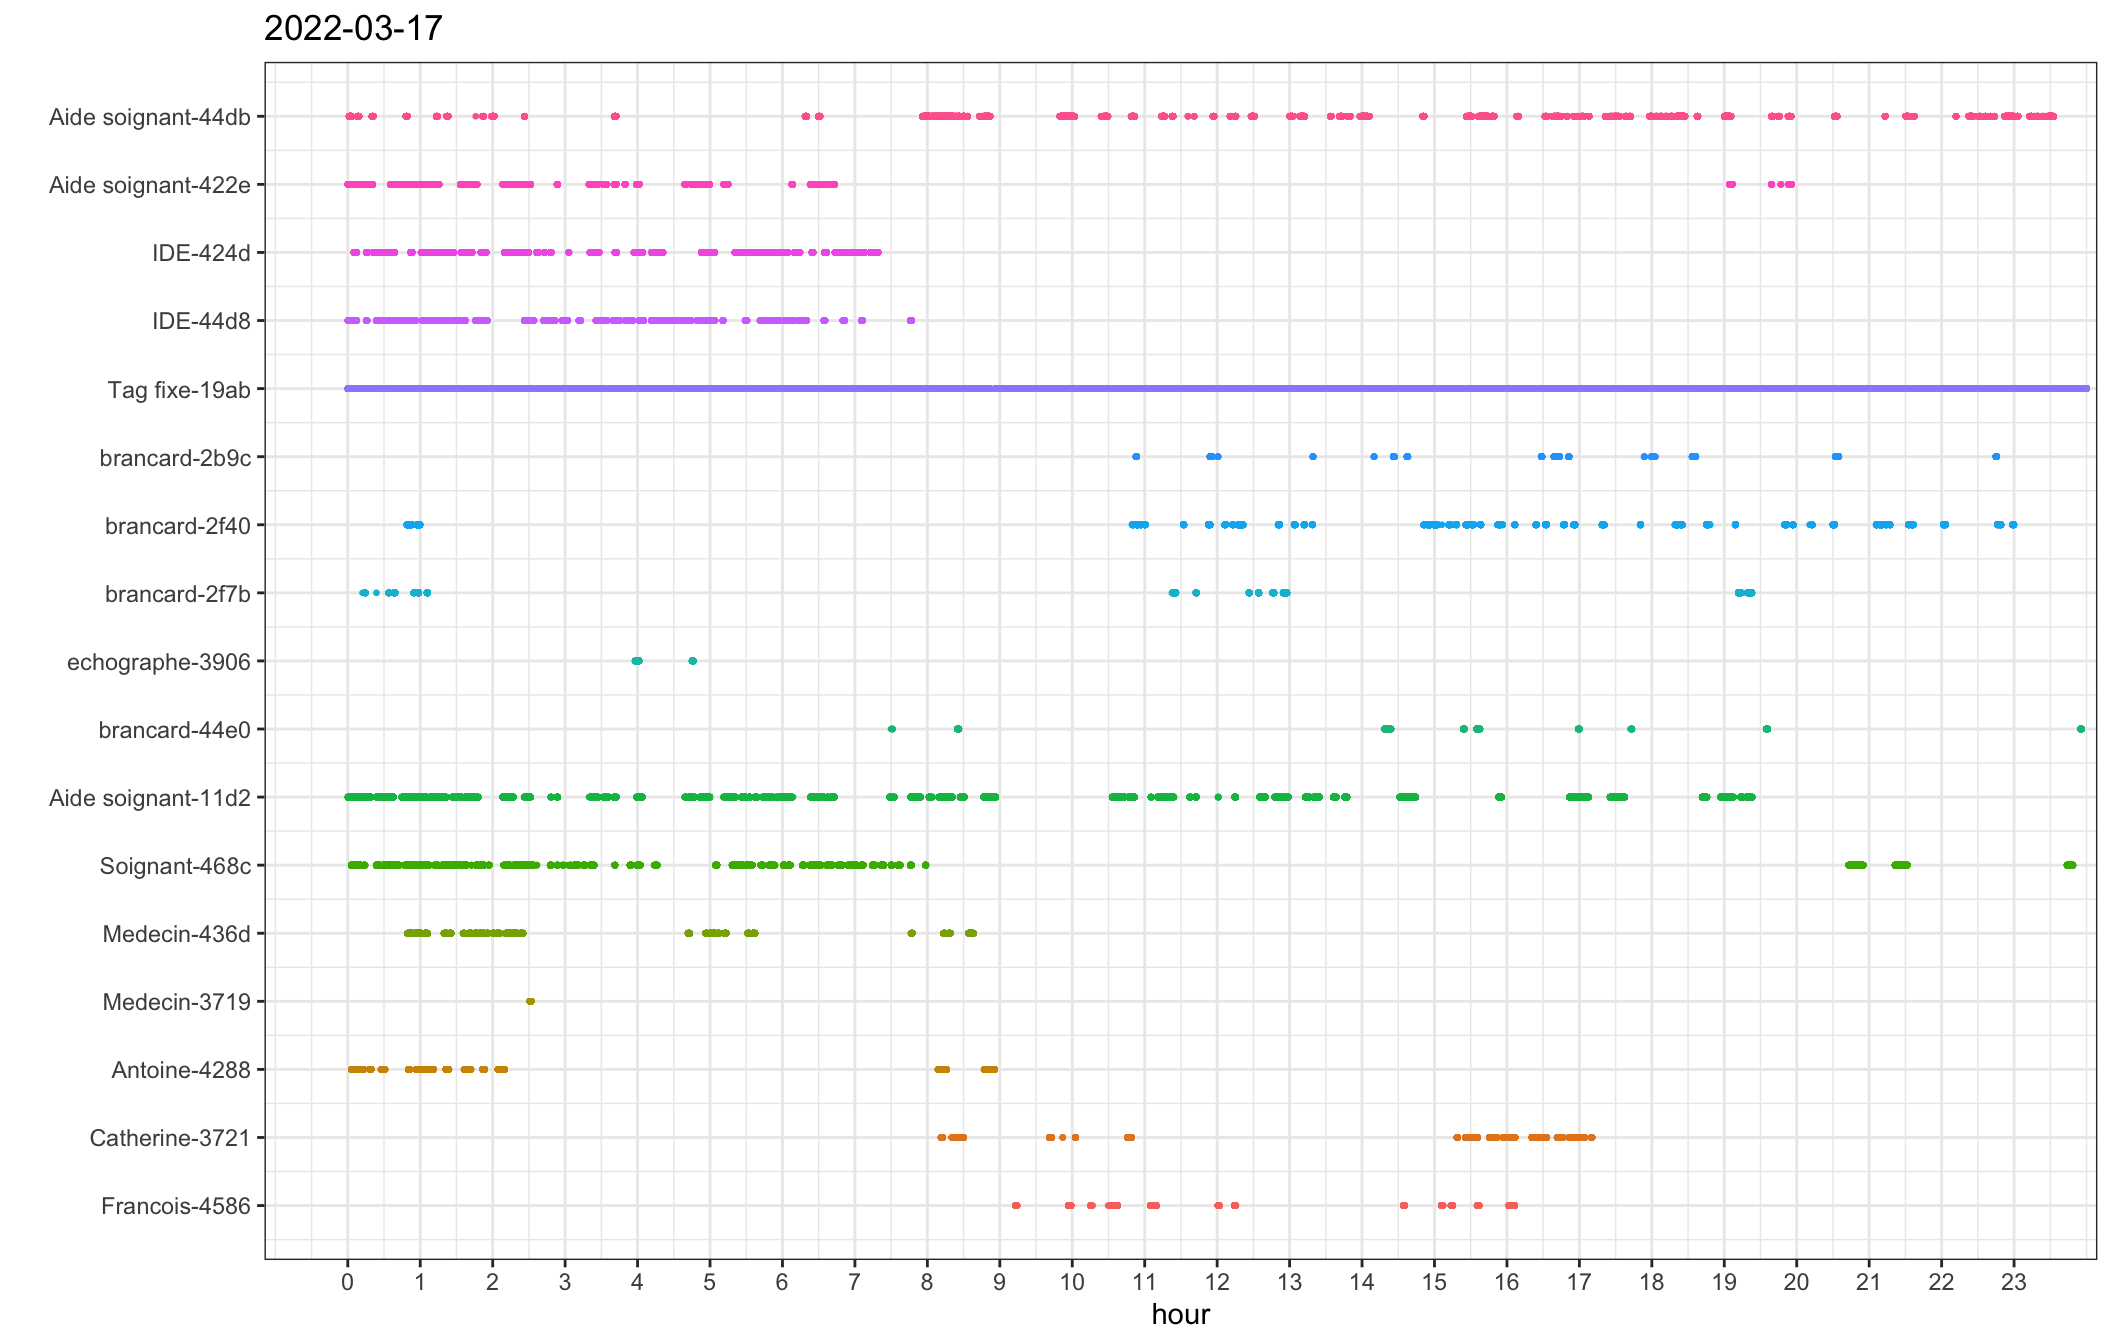 2022-03-17
Aide soignant-44db
Aide soignant-422e
IDE-424d
IDE-44d8
Tag fixe-19ab
brancard-2b9c
brancard-2f40
brancard-2f7b
echographe-3906
brancard-44e0
Aide soignant-11d2
Soignant-468c
Medecin-436d
Medecin-3719
Antoine-4288
Catherine-3721
Francois-4586
0 1 2 3 4 5 6 7 8 9 10 11 12 13 14 15 16 17 18 19 20 21 22 23
hour